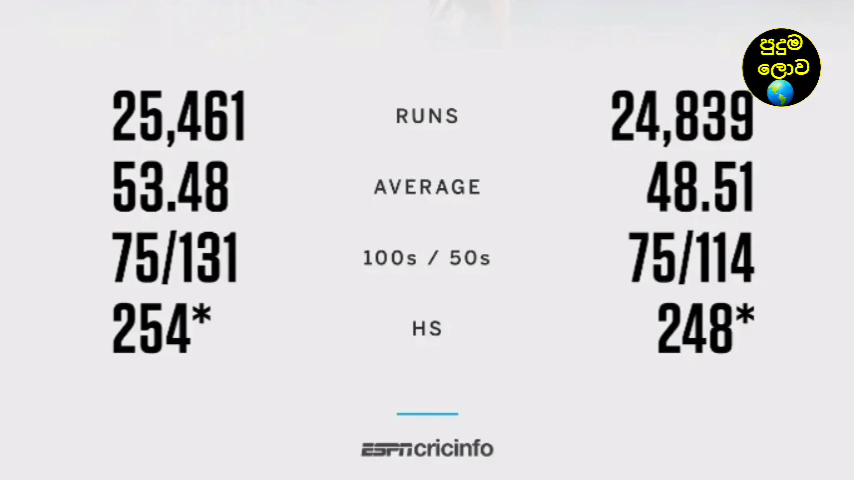 පුදුම
ලොව
25,461 RUNS 24,839
53.48 AVERAGE 48.51
75/131 100s / 50s 75/114
254* HS 248*
ESPNcricinfo